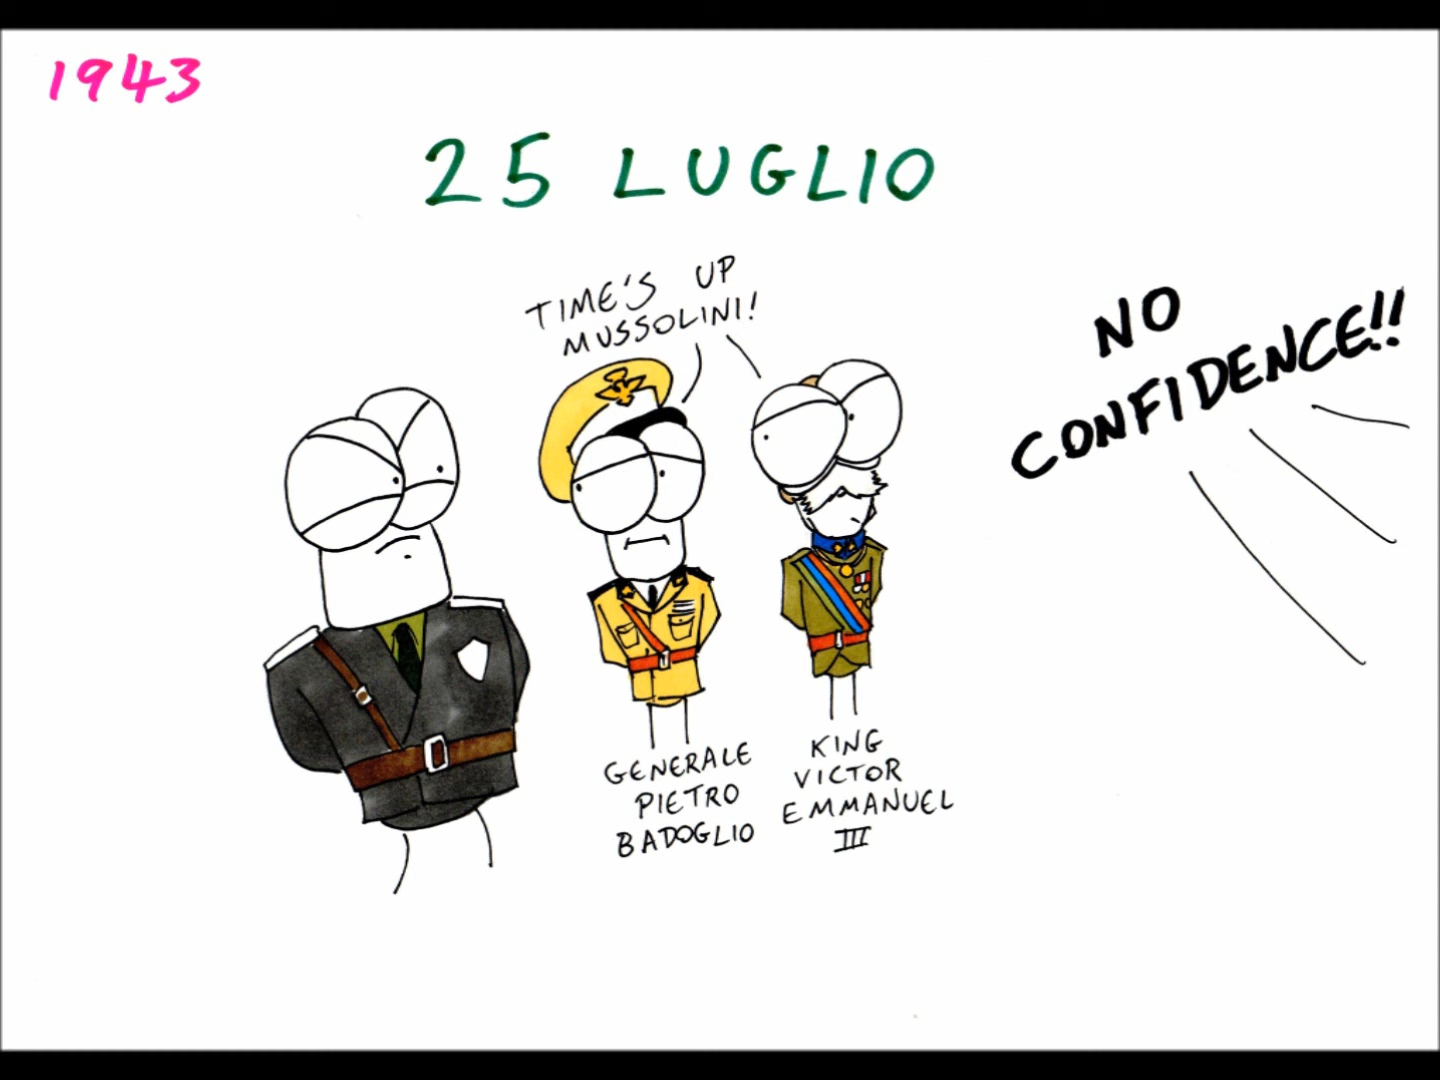 1943
25 LUGLIO
TIME'S UP
MUSSOLINI!
NO
CONFIDENCE!!
GENERALE
PIETRO
BADOGLIO
KING
VICTOR
EMMANUEL
III